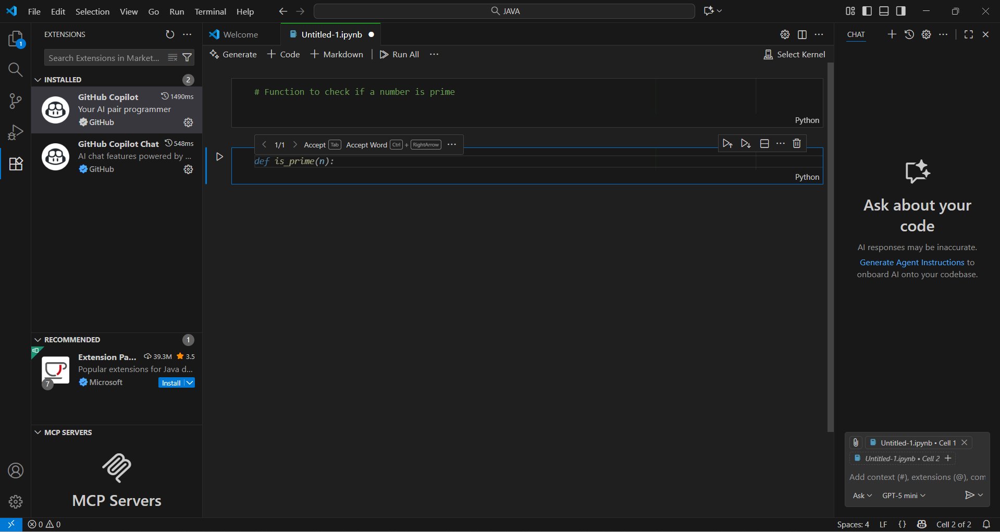 File Edit Selection View Go Run Terminal Help
JAVA
EXTENSIONS
Welcome
Untitled-1.ipynb
CHAT
1
Search Extensions in Market...
Generate
Code
Markdown
Run All
Select Kernel
INSTALLED 2
GitHub Copilot 1490ms
Your AI pair programmer
GitHub
GitHub Copilot Chat 548ms
AI chat features powered by ...
GitHub
# Function to check if a number is prime
Python
1/1 Accept Tab Accept Word Ctrl + RightArrow
def is_prime(n):
Python
Ask about your
code
AI responses may be inaccurate.
Generate Agent Instructions to
onboard AI onto your codebase.
RECOMMENDED 1
Extension Pa... 39.3M 3.5
Popular extensions for Java d...
7
Microsoft
Install
MCP SERVERS
MCP Servers
Untitled-1.ipynb • Cell 1
Untitled-1.ipynb • Cell 2 +
Add context (#), extensions (@), com
Ask GPT-5 mini
0 0
Spaces: 4 LF {} Cell 2 of 2